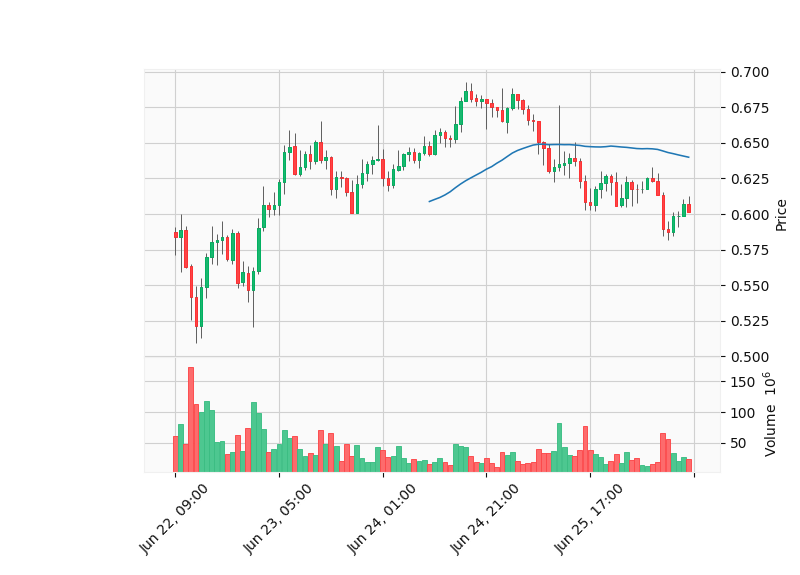 0.700
0.675
0.650
0.625
0.600
0.575
0.550
0.525
0.500
Price
150
100
50
Volume 10^6
Jun 22, 09:00
Jun 23, 05:00
Jun 24, 01:00
Jun 24, 21:00
Jun 25, 17:00